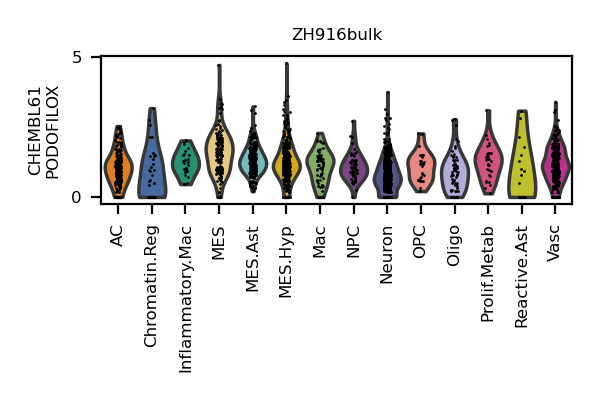 ZH916bulk
CHEMBL61
PODOFILOX
5
0
AC
Chromatin.Reg
Inflammatory.Mac
MES
MES.Ast
MES.Hyp
Mac
NPC
Neuron
OPC
Oligo
Prolif.Metab
Reactive.Ast
Vasc